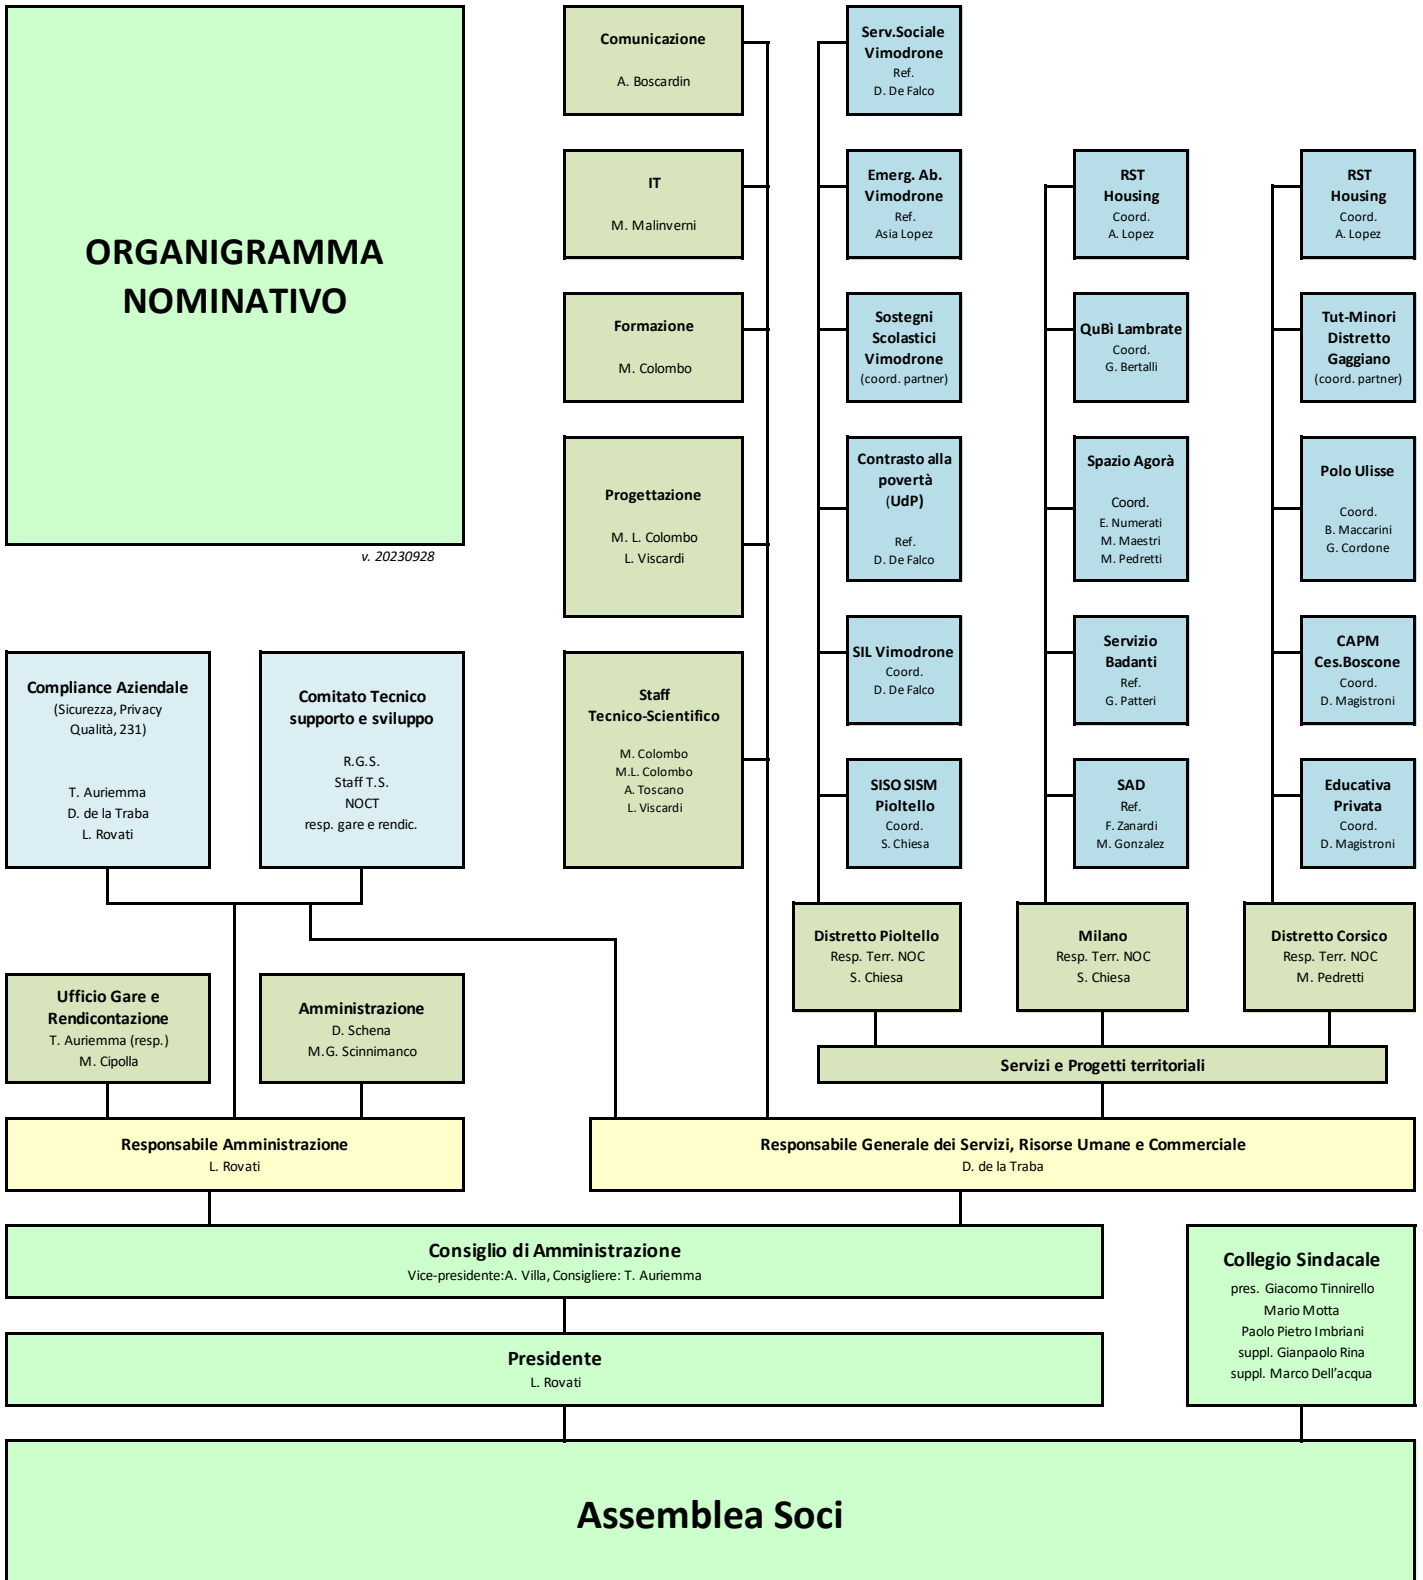 ORGANIGRAMMA
NOMINATIVO
v. 20230928
Comunicazione
A. Boscardin
IT
M. Malinverni
Formazione
M. Colombo
Progettazione
M. L. Colombo
L. Viscardi
Staff
Tecnico-Scientifico
M. Colombo
M.L. Colombo
A. Toscano
L. Viscardi
Serv.Sociale
Vimodrone
Ref.
D. De Falco
Emerg. Ab.
Vimodrone
Ref.
Asia Lopez
Sostegni
Scolastici
Vimodrone
(coord. partner)
Contrasto alla
povertà
(UdP)
Ref.
D. De Falco
SIL Vimodrone
Coord.
D. De Falco
SISO SISM
Pioltello
Coord.
S. Chiesa
RST
Housing
Coord.
A. Lopez
QuBì Lambrate
Coord.
G. Bertalli
Spazio Agorà
Coord.
E. Numerati
M. Maestri
M. Pedretti
Servizio
Badanti
Ref.
G. Patteri
SAD
Ref.
F. Zanardi
M. Gonzalez
RST
Housing
Coord.
A. Lopez
Tut-Minori
Distretto
Gaggiano
(coord. partner)
Polo Ulisse
Coord.
B. Maccarini
G. Cordone
CAPM
Ces.Boscone
Coord.
D. Magistroni
Educativa
Privata
Coord.
D. Magistroni
Compliance Aziendale
(Sicurezza, Privacy
Qualità, 231)
T. Auriemma
D. de la Traba
L. Rovati
Comitato Tecnico
supporto e sviluppo
R.G.S.
Staff T.S.
NOCT
resp. gare e rendic.
Distretto Pioltello
Resp. Terr. NOC
S. Chiesa
Milano
Resp. Terr. NOC
S. Chiesa
Distretto Corsico
Resp. Terr. NOC
M. Pedretti
Ufficio Gare e
Rendicontazione
T. Auriemma (resp.)
M. Cipolla
Amministrazione
D. Schena
M.G. Scinnimanco
Servizi e Progetti territoriali
Responsabile Amministrazione
L. Rovati
Responsabile Generale dei Servizi, Risorse Umane e Commerciale
D. de la Traba
Consiglio di Amministrazione
Vice-presidente:A. Villa, Consigliere: T. Auriemma
Collegio Sindacale
pres. Giacomo Tinnirello
Mario Motta
Paolo Pietro Imbriani
suppl. Gianpaolo Rina
suppl. Marco Dell'acqua
Presidente
L. Rovati
Assemblea Soci